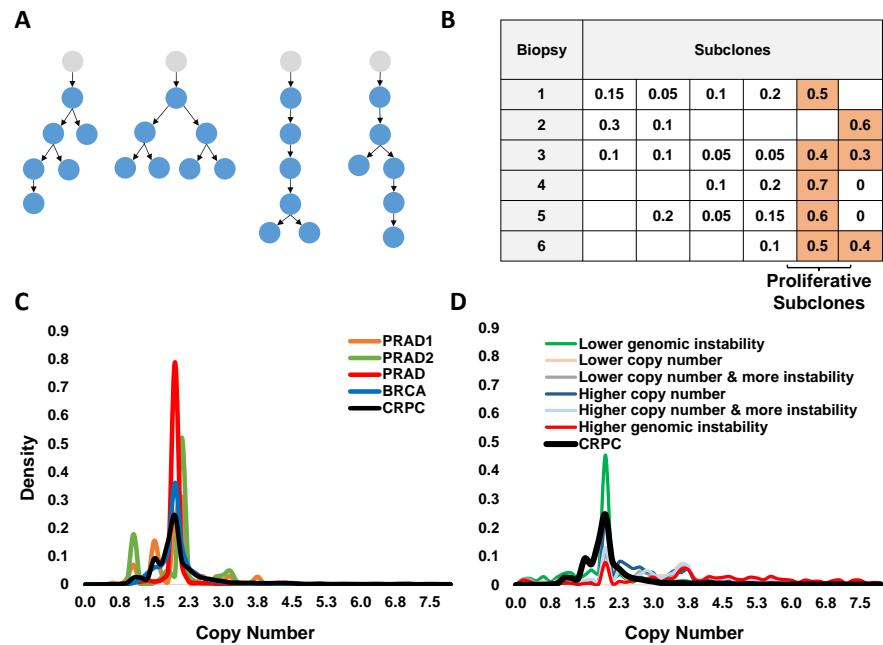 A
B
Biopsy Subclones
1 0.15 0.05 0.1 0.2 0.5
2 0.3 0.1 0.6
3 0.1 0.1 0.05 0.05 0.4 0.3
4 0.1 0.2 0.7 0
5 0.2 0.05 0.15 0.6 0
6 0.1 0.5 0.4
Proliferative
Subclones
C
0.9
0.8
0.7
0.6
0.5
0.4
0.3
0.2
0.1
0
Density
PRAD1
PRAD2
PRAD
BRCA
CRPC
0.0 0.8 1.5 2.3 3.0 3.8 4.5 5.3 6.0 6.8 7.5
Copy Number
D
0.9
0.8
0.7
0.6
0.5
0.4
0.3
0.2
0.1
0
Lower genomic instability
Lower copy number
Lower copy number & more instability
Higher copy number
Higher copy number & more instability
Higher genomic instability
CRPC
0.0 0.8 1.5 2.3 3.0 3.8 4.5 5.3 6.0 6.8 7.5
Copy Number